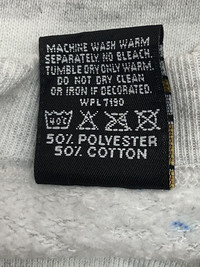 MACHINE WASH WARM
SEPARATELY. NO BLEACH.
TUMBLE DRY ONLY WARM.
DO NOT DRY CLEAN
OR IRON IF DECORATED.
WPL 7190
40C
50% POLYESTER
50% COTTON